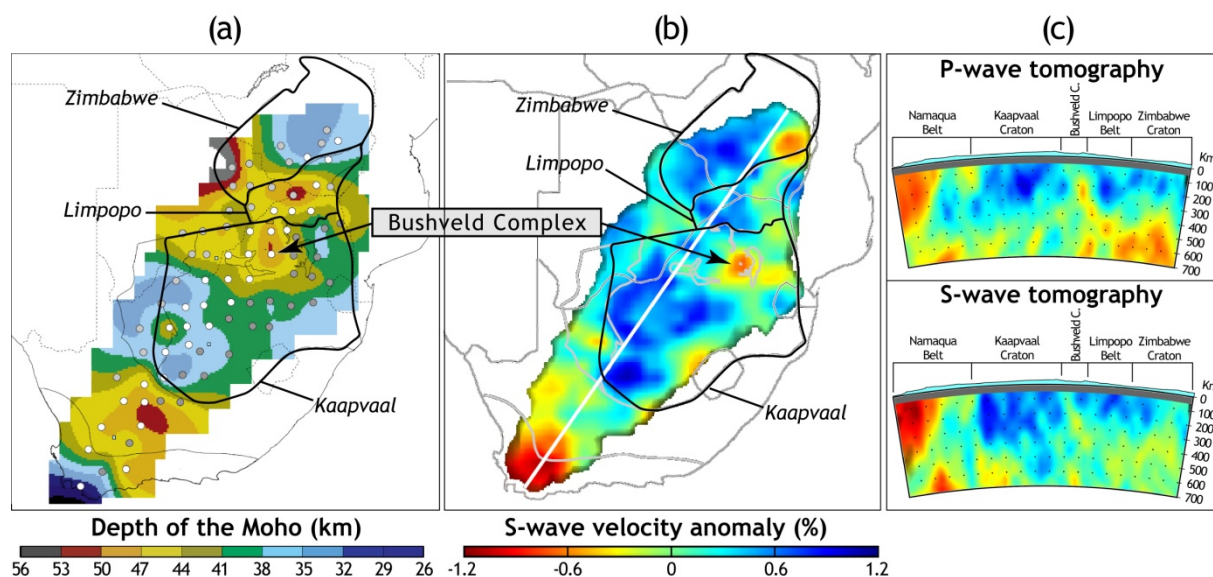 (a)
(b)
(c)
Zimbabwe
Limpopo
Kaapvaal
Bushveld Complex
Zimbabwe
Limpopo
Kaapvaal
Depth of the Moho (km)
56 53 50 47 44 41 38 35 32 29 26
S-wave velocity anomaly (%)
-1.2 -0.6 0 0.6 1.2
P-wave tomography
Namaqua Belt
Kaapvaal Craton
Bushveld C.
Limpopo Belt
Zimbabwe Craton
Km
0
100
200
300
400
500
600
700
S-wave tomography
Namaqua Belt
Kaapvaal Craton
Bushveld C.
Limpopo Belt
Zimbabwe Craton
Km
0
100
200
300
400
500
600
700